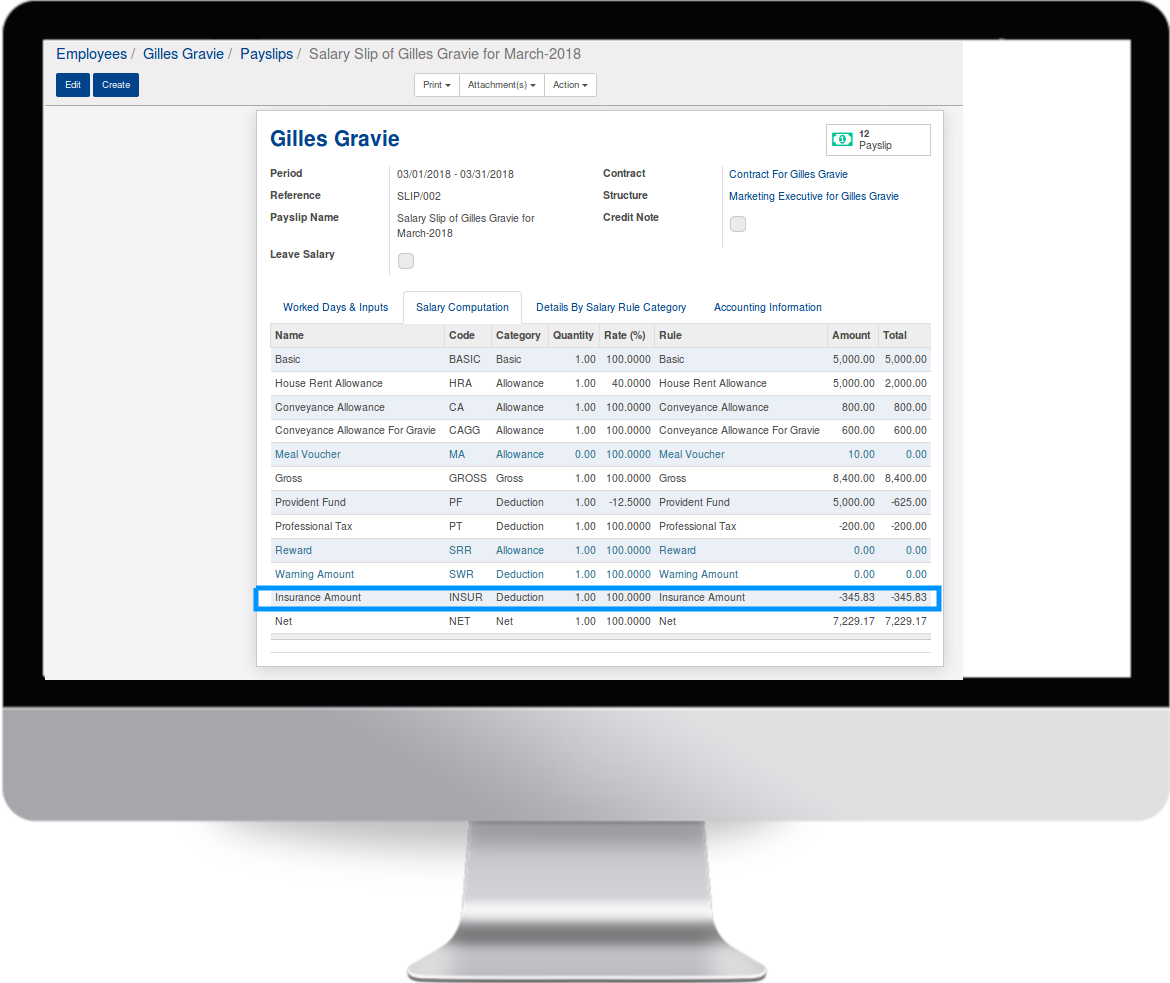 Employees / Gilles Gravie / Payslips / Salary Slip of Gilles Gravie for March-2018
Edit Create Print Attachment(s) Action
Gilles Gravie
12
Payslip
Period 03/01/2018 - 03/31/2018 Contract Contract For Gilles Gravie
Reference SLIP/002 Structure Marketing Executive for Gilles Gravie
Payslip Name Salary Slip of Gilles Gravie for Credit Note
March-2018
Leave Salary
Worked Days & Inputs Salary Computation Details By Salary Rule Category Accounting Information
Name Code Category Quantity Rate (%) Rule Amount Total
Basic BASIC Basic 1.00 100.0000 Basic 5,000.00 5,000.00
House Rent Allowance HRA Allowance 1.00 40.0000 House Rent Allowance 5,000.00 2,000.00
Conveyance Allowance CA Allowance 1.00 100.0000 Conveyance Allowance 800.00 800.00
Conveyance Allowance For Gravie CAGG Allowance 1.00 100.0000 Conveyance Allowance For Gravie 600.00 600.00
Meal Voucher MA Allowance 0.00 100.0000 Meal Voucher 10.00 0.00
Gross GROSS Gross 1.00 100.0000 Gross 8,400.00 8,400.00
Provident Fund PF Deduction 1.00 -12.5000 Provident Fund 5,000.00 -625.00
Professional Tax PT Deduction 1.00 100.0000 Professional Tax -200.00 -200.00
Reward SRR Allowance 1.00 100.0000 Reward 0.00 0.00
Warning Amount SWR Deduction 1.00 100.0000 Warning Amount 0.00 0.00
Insurance Amount INSUR Deduction 1.00 100.0000 Insurance Amount -345.83 -345.83
Net NET Net 1.00 100.0000 Net 7,229.17 7,229.17